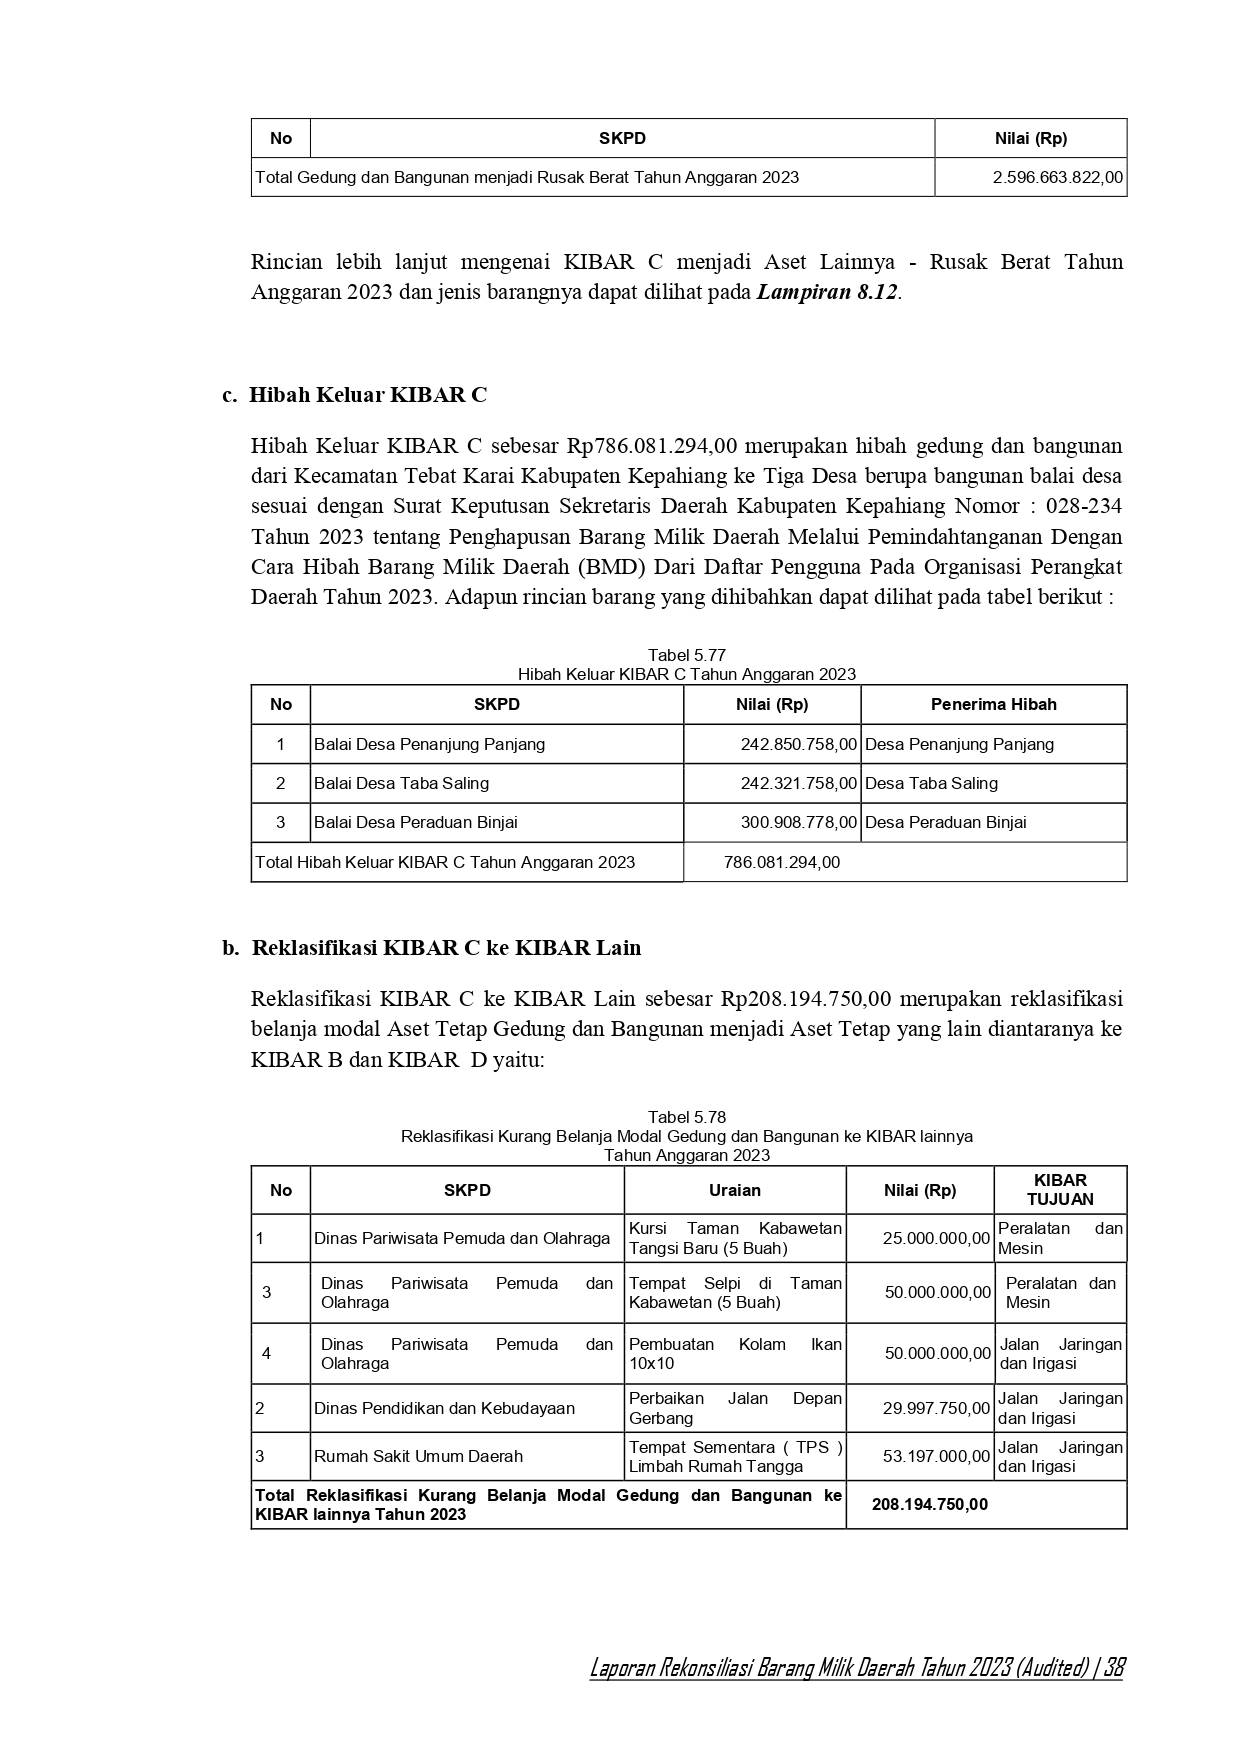 No SKPD Nilai (Rp)
Total Gedung dan Bangunan menjadi Rusak Berat Tahun Anggaran 2023 2.596.663.822,00
Rincian lebih lanjut mengenai KIBAR C menjadi Aset Lainnya - Rusak Berat Tahun
Anggaran 2023 dan jenis barangnya dapat dilihat pada Lampiran 8.12.
c. Hibah Keluar KIBAR C
Hibah Keluar KIBAR C sebesar Rp786.081.294,00 merupakan hibah gedung dan bangunan
dari Kecamatan Tebat Karai Kabupaten Kepahiang ke Tiga Desa berupa bangunan balai desa
sesuai dengan Surat Keputusan Sekretaris Daerah Kabupaten Kepahiang Nomor : 028-234
Tahun 2023 tentang Penghapusan Barang Milik Daerah Melalui Pemindahtanganan Dengan
Cara Hibah Barang Milik Daerah (BMD) Dari Daftar Pengguna Pada Organisasi Perangkat
Daerah Tahun 2023. Adapun rincian barang yang dihibahkan dapat dilihat pada tabel berikut :
Tabel 5.77
Hibah Keluar KIBAR C Tahun Anggaran 2023
No SKPD Nilai (Rp) Penerima Hibah
1 Balai Desa Penanjung Panjang 242.850.758,00 Desa Penanjung Panjang
2 Balai Desa Taba Saling 242.321.758,00 Desa Taba Saling
3 Balai Desa Peraduan Binjai 300.908.778,00 Desa Peraduan Binjai
Total Hibah Keluar KIBAR C Tahun Anggaran 2023 786.081.294,00
b. Reklasifikasi KIBAR C ke KIBAR Lain
Reklasifikasi KIBAR C ke KIBAR Lain sebesar Rp208.194.750,00 merupakan reklasifikasi
belanja modal Aset Tetap Gedung dan Bangunan menjadi Aset Tetap yang lain diantaranya ke
KIBAR B dan KIBAR D yaitu:
Tabel 5.78
Reklasifikasi Kurang Belanja Modal Gedung dan Bangunan ke KIBAR lainnya
Tahun Anggaran 2023
No SKPD Uraian Nilai (Rp) KIBAR
TUJUAN
1 Dinas Pariwisata Pemuda dan Olahraga Kursi Taman Kabawetan 25.000.000,00 Peralatan dan
Tangsi Baru (5 Buah) Mesin
3 Dinas Pariwisata Pemuda dan Tempat Selpi di Taman 50.000.000,00 Peralatan dan
Olahraga Kabawetan (5 Buah) Mesin
4 Dinas Pariwisata Pemuda dan Pembuatan Kolam Ikan 50.000.000,00 Jalan Jaringan
Olahraga 10x10 dan Irigasi
2 Dinas Pendidikan dan Kebudayaan Perbaikan Jalan Depan 29.997.750,00 Jalan Jaringan
Gerbang dan Irigasi
3 Rumah Sakit Umum Daerah Tempat Sementara ( TPS ) 53.197.000,00 Jalan Jaringan
Limbah Rumah Tangga dan Irigasi
Total Reklasifikasi Kurang Belanja Modal Gedung dan Bangunan ke 208.194.750,00
KIBAR lainnya Tahun 2023
Laporan Rekonsiliasi Barang Milik Daerah Tahun 2023 (Audited) | 38